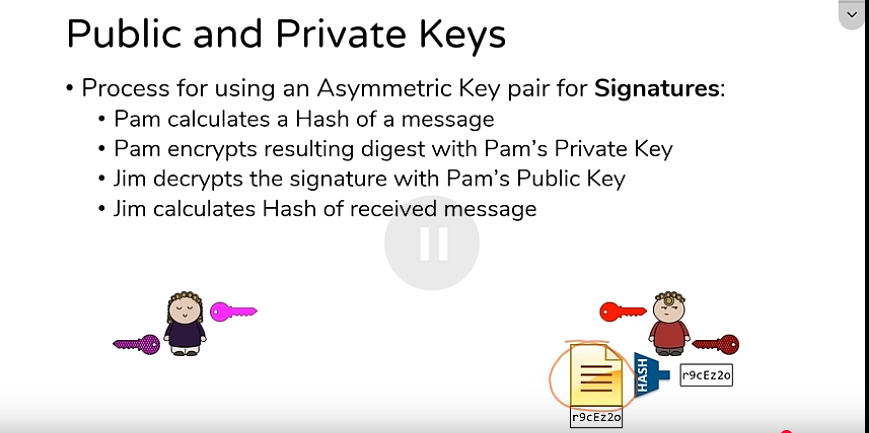 Public and Private Keys
• Process for using an Asymmetric Key pair for Signatures:
• Pam calculates a Hash of a message
• Pam encrypts resulting digest with Pam's Private Key
• Jim decrypts the signature with Pam's Public Key
• Jim calculates Hash of received message
HASH
r9cEz2o
r9cEz2o